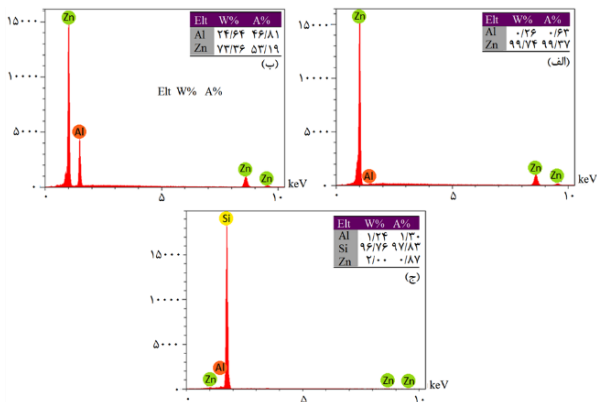 Zn
Elt W% A%
Al ۲۴/۶۴ ۴۶/۸۱
Zn ۷۳/۳۶ ۵۳/۱۹
(ب)
Elt W% A%
Al
Zn
Zn
۱۵۰۰۰
۱۰۰۰۰
۵۰۰۰
۰ ۵ ۱۰ keV
Zn
Elt W% A%
Al ۰/۲۶ ۰/۶۳
Zn ۹۹/۷۴ ۹۹/۳۷
(الف)
Al
Zn
Zn
۱۵۰۰۰
۱۰۰۰۰
۵۰۰۰
۰ ۵ ۱۰ keV
Si
Elt W% A%
Al ۱/۲۴ ۱/۳۰
Si ۹۶/۷۶ ۹۷/۸۳
Zn ۲/۰۰ ۰/۸۷
(ج)
Zn
Al
Zn
Zn
۱۵۰۰۰
۱۰۰۰۰
۵۰۰۰
۰ ۵ ۱۰ keV